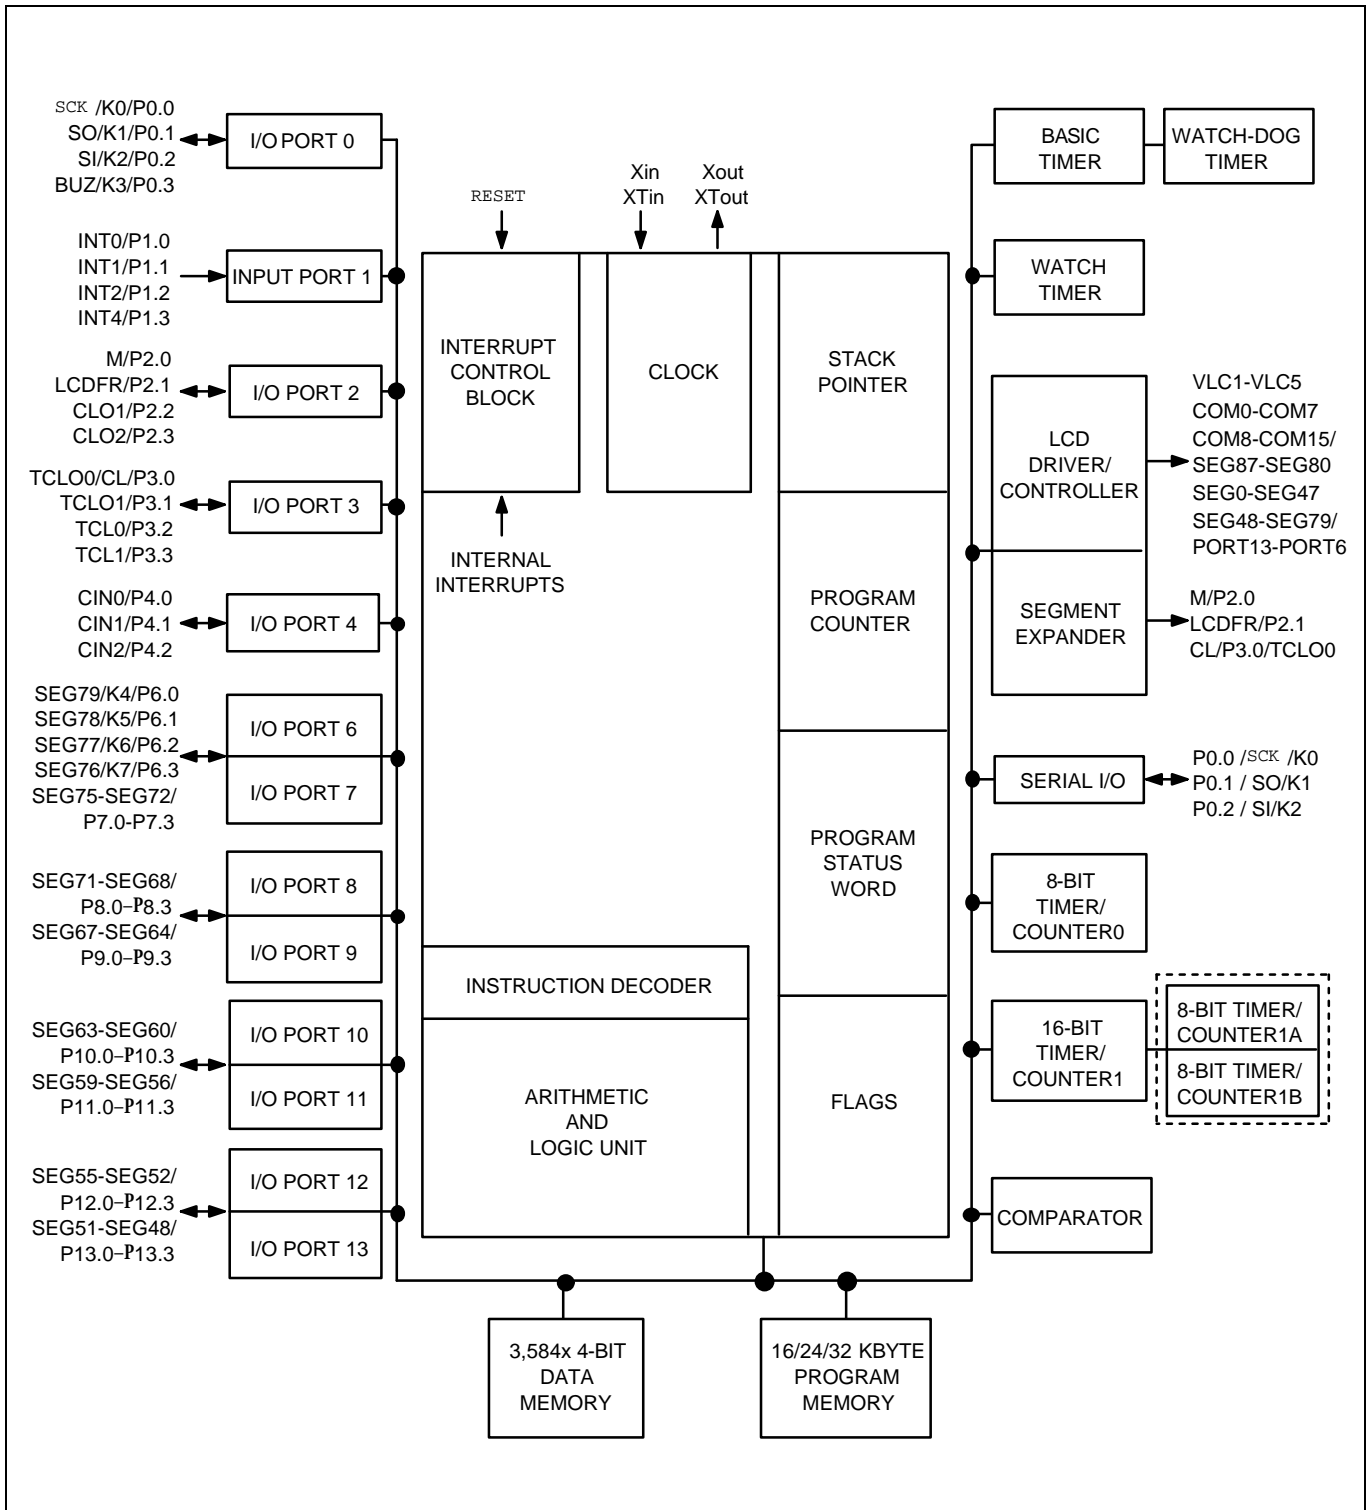 SCK /K0/P0.0
SO/K1/P0.1
SI/K2/P0.2
BUZ/K3/P0.3
I/O PORT 0
INT0/P1.0
INT1/P1.1
INT2/P1.2
INT4/P1.3
INPUT PORT 1
M/P2.0
LCDFR/P2.1
CLO1/P2.2
CLO2/P2.3
I/O PORT 2
TCLO0/CL/P3.0
TCLO1/P3.1
TCL0/P3.2
TCL1/P3.3
I/O PORT 3
CIN0/P4.0
CIN1/P4.1
CIN2/P4.2
I/O PORT 4
SEG79/K4/P6.0
SEG78/K5/P6.1
SEG77/K6/P6.2
SEG76/K7/P6.3
SEG75-SEG72/
P7.0-P7.3
I/O PORT 6
I/O PORT 7
SEG71-SEG68/
P8.0–P8.3
SEG67-SEG64/
P9.0–P9.3
I/O PORT 8
I/O PORT 9
SEG63-SEG60/
P10.0–P10.3
SEG59-SEG56/
P11.0–P11.3
I/O PORT 10
I/O PORT 11
SEG55-SEG52/
P12.0–P12.3
SEG51-SEG48/
P13.0–P13.3
I/O PORT 12
I/O PORT 13
RESET
Xin
XTin
Xout
XTout
INTERRUPT
CONTROL
BLOCK
CLOCK
STACK
POINTER
INTERNAL
INTERRUPTS
PROGRAM
COUNTER
PROGRAM
STATUS
WORD
INSTRUCTION DECODER
ARITHMETIC
AND
LOGIC UNIT
FLAGS
3,584x 4-BIT
DATA
MEMORY
16/24/32 KBYTE
PROGRAM
MEMORY
BASIC
TIMER
WATCH-DOG
TIMER
WATCH
TIMER
LCD
DRIVER/
CONTROLLER
VLC1-VLC5
COM0-COM7
COM8-COM15/
SEG87-SEG80
SEG0-SEG47
SEG48-SEG79/
PORT13-PORT6
SEGMENT
EXPANDER
M/P2.0
LCDFR/P2.1
CL/P3.0/TCLO0
SERIAL I/O
P0.0 /SCK /K0
P0.1 / SO/K1
P0.2 / SI/K2
8-BIT
TIMER/
COUNTER0
16-BIT
TIMER/
COUNTER1
8-BIT TIMER/
COUNTER1A
8-BIT TIMER/
COUNTER1B
COMPARATOR